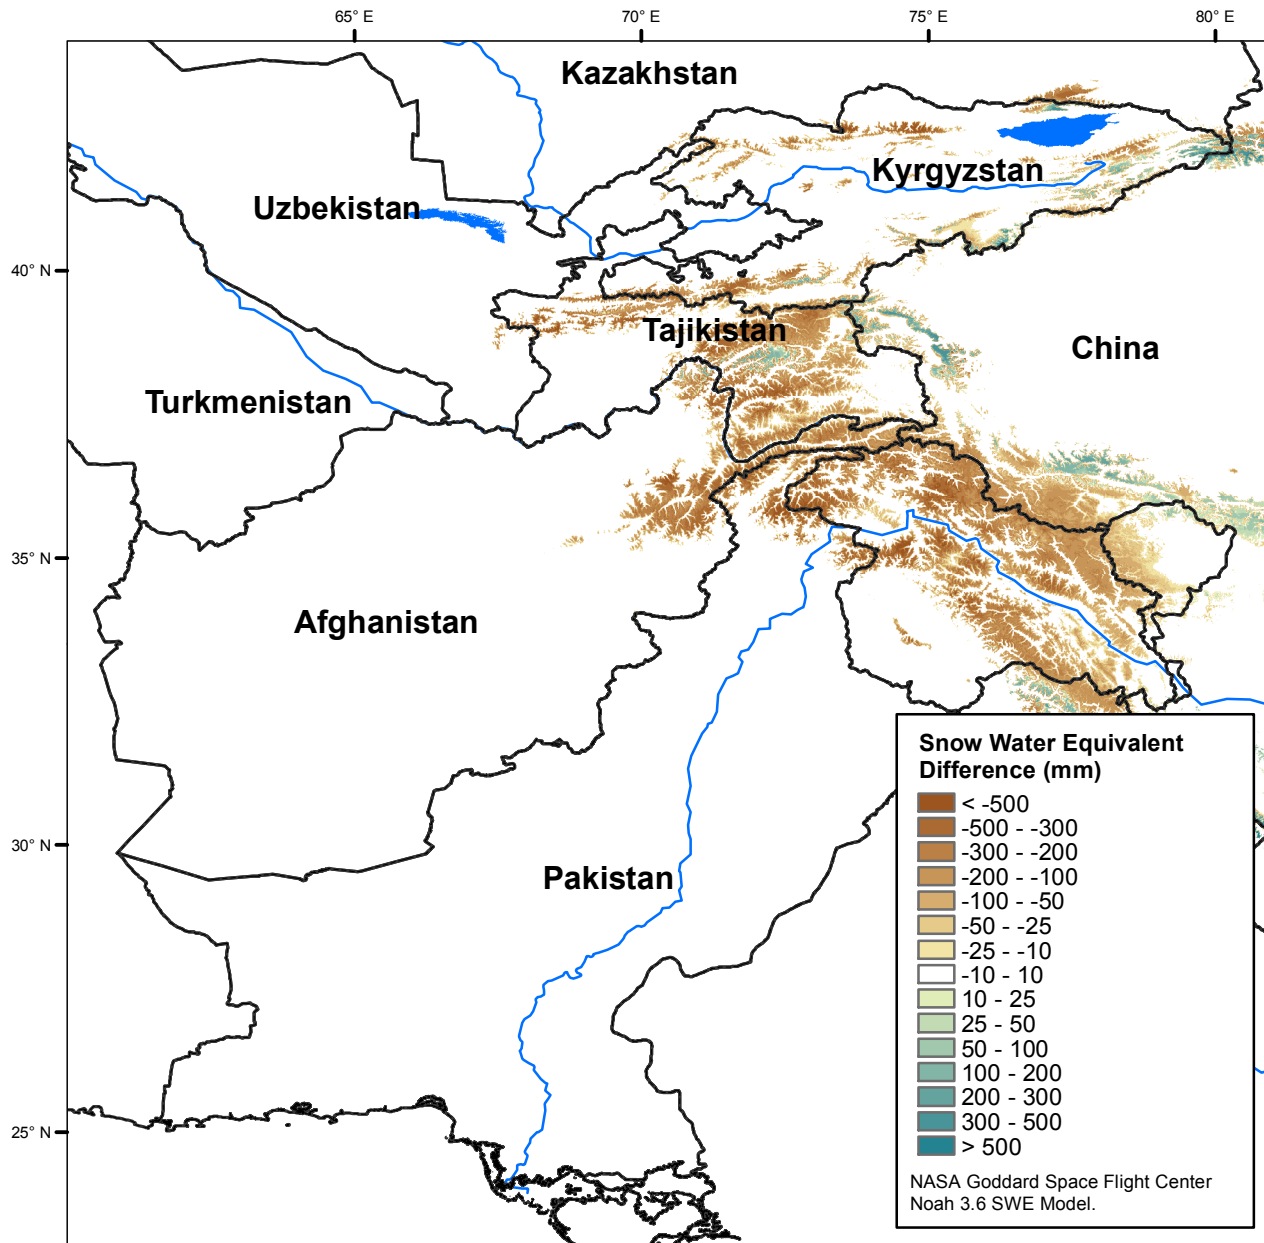 65° E
70° E
75° E
80° E
Kazakhstan
Kyrgyzstan
Uzbekistan
40° N
Tajikistan
China
Turkmenistan
35° N
Afghanistan
Snow Water Equivalent
Difference (mm)
< -500
-500 - -300
-300 - -200
-200 - -100
-100 - -50
-50 - -25
-25 - -10
-10 - 10
10 - 25
25 - 50
50 - 100
100 - 200
200 - 300
300 - 500
> 500
30° N
Pakistan
25° N
NASA Goddard Space Flight Center
Noah 3.6 SWE Model.